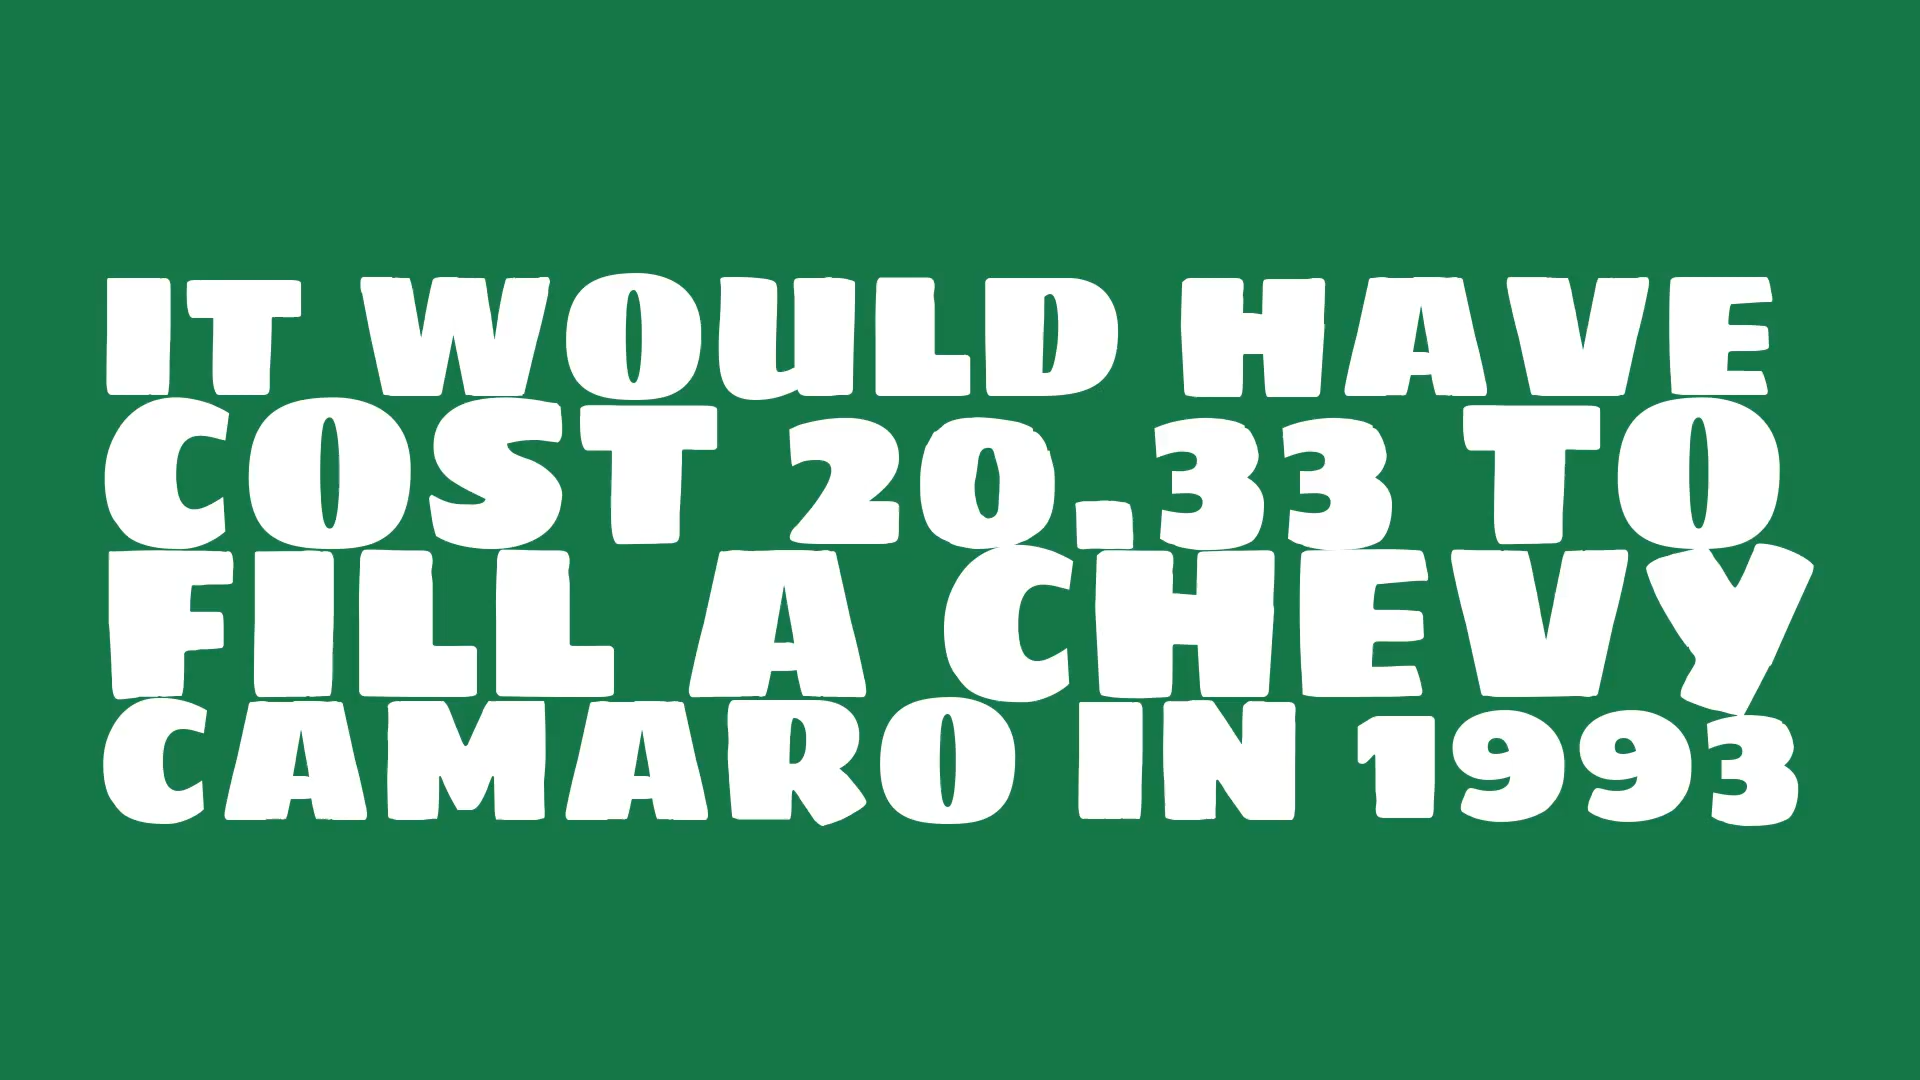 IT WOULD HAVE
COST 20.33 TO
FILL A CHEVY
CAMARO IN 1993